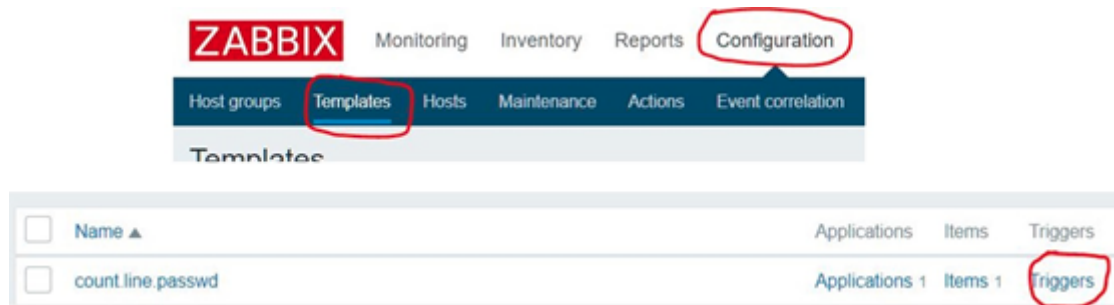 ZABBIX Monitoring Inventory Reports Configuration
Host groups Templates Hosts Maintenance Actions Event correlation
Templates
Name ▲ Applications Items Triggers
count.line.passwd Applications 1 Items 1 Triggers